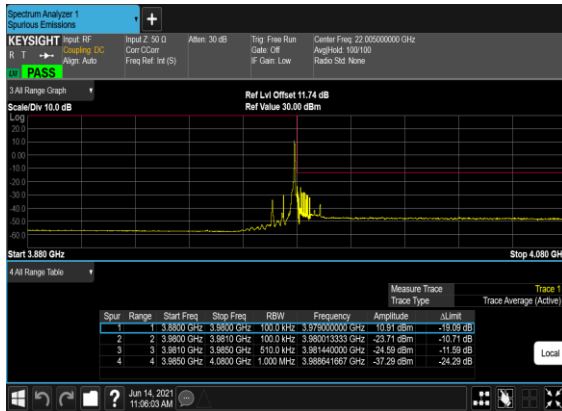 Spectrum Analyzer 1
Spurious Emissions
KEYSIGHT Input: RF Input Z: 50 Ω Atten: 30 dB Trig: Free Run Center Freq: 22.005000000 GHz
R T Coupling: DC Corr CCorr Gate: Off Avg|Hold: 100/100
Align: Auto Freq Ref: Int (S) IF Gain: Low Radio Std: None
PASS
3 All Range Graph
Ref Lvl Offset 11.74 dB
Scale/Div 10.0 dB Ref Value 30.00 dBm
Log
20.0
10.0
0.00
-10.0
-20.0
-30.0
-40.0
-50.0
-60.0
Start 3.880 GHz Stop 4.080 GH
4 All Range Table
Measure Trace Trace 1
Trace Type Trace Average (Active)
Spur Range Start Freq Stop Freq RBW Frequency Amplitude ΔLimit
1 1 3.8800 GHz 3.9800 GHz 100.0 kHz 3.979000000 GHz 10.91 dBm -19.09 dB
2 2 3.9800 GHz 3.9810 GHz 100.0 kHz 3.980013333 GHz -23.71 dBm -10.71 dB
3 3 3.9810 GHz 3.9850 GHz 510.0 kHz 3.981440000 GHz -24.59 dBm -11.59 dB
4 4 3.9850 GHz 4.0800 GHz 1.000 MHz 3.988641667 GHz -37.29 dBm -24.29 dB
Local
Jun 14, 2021
11:06:03 AM